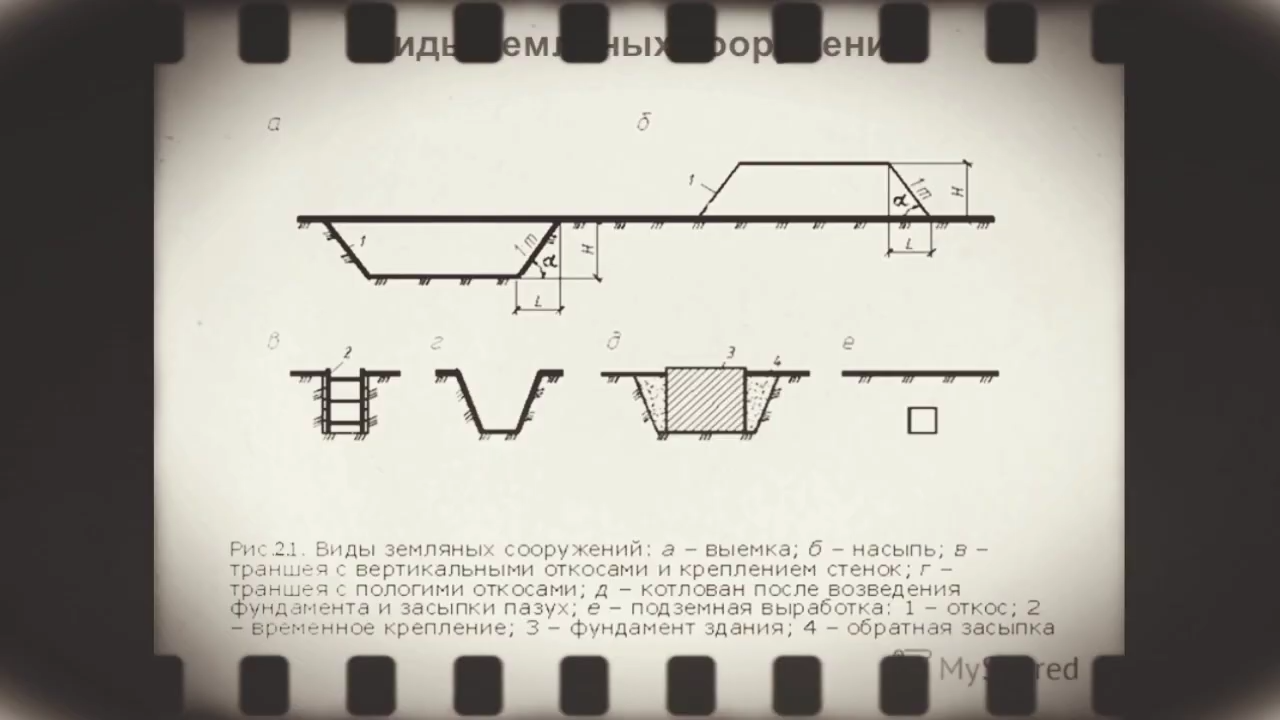 а
б
1
1 m
α
H
L
1
1 m
α
H
L
в
2
г
д
3
4
е
Рис.2.1. Виды земляных сооружений: а – выемка; б – насыпь; в –
траншея с вертикальными откосами и креплением стенок; г –
траншея с пологими откосами; д – котлован после возведения
фундамента и засыпки пазух; е – подземная выработка: 1 – откос; 2
– временное крепление; 3 – фундамент здания; 4 – обратная засыпка